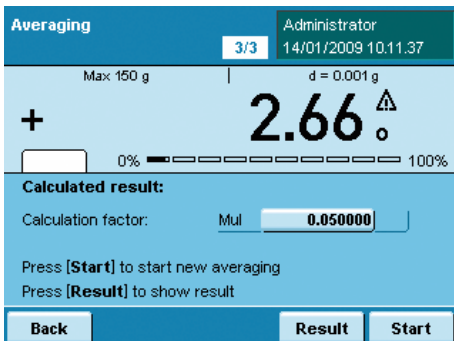 Averaging
Administrator
3/3
14/01/2009 10.11.37
Max 150 g
d = 0.001 g
+ 2.66 o
0% 100%
Calculated result:
Calculation factor: Mul 0.050000
Press [Start] to start new averaging
Press [Result] to show result
Back Result Start